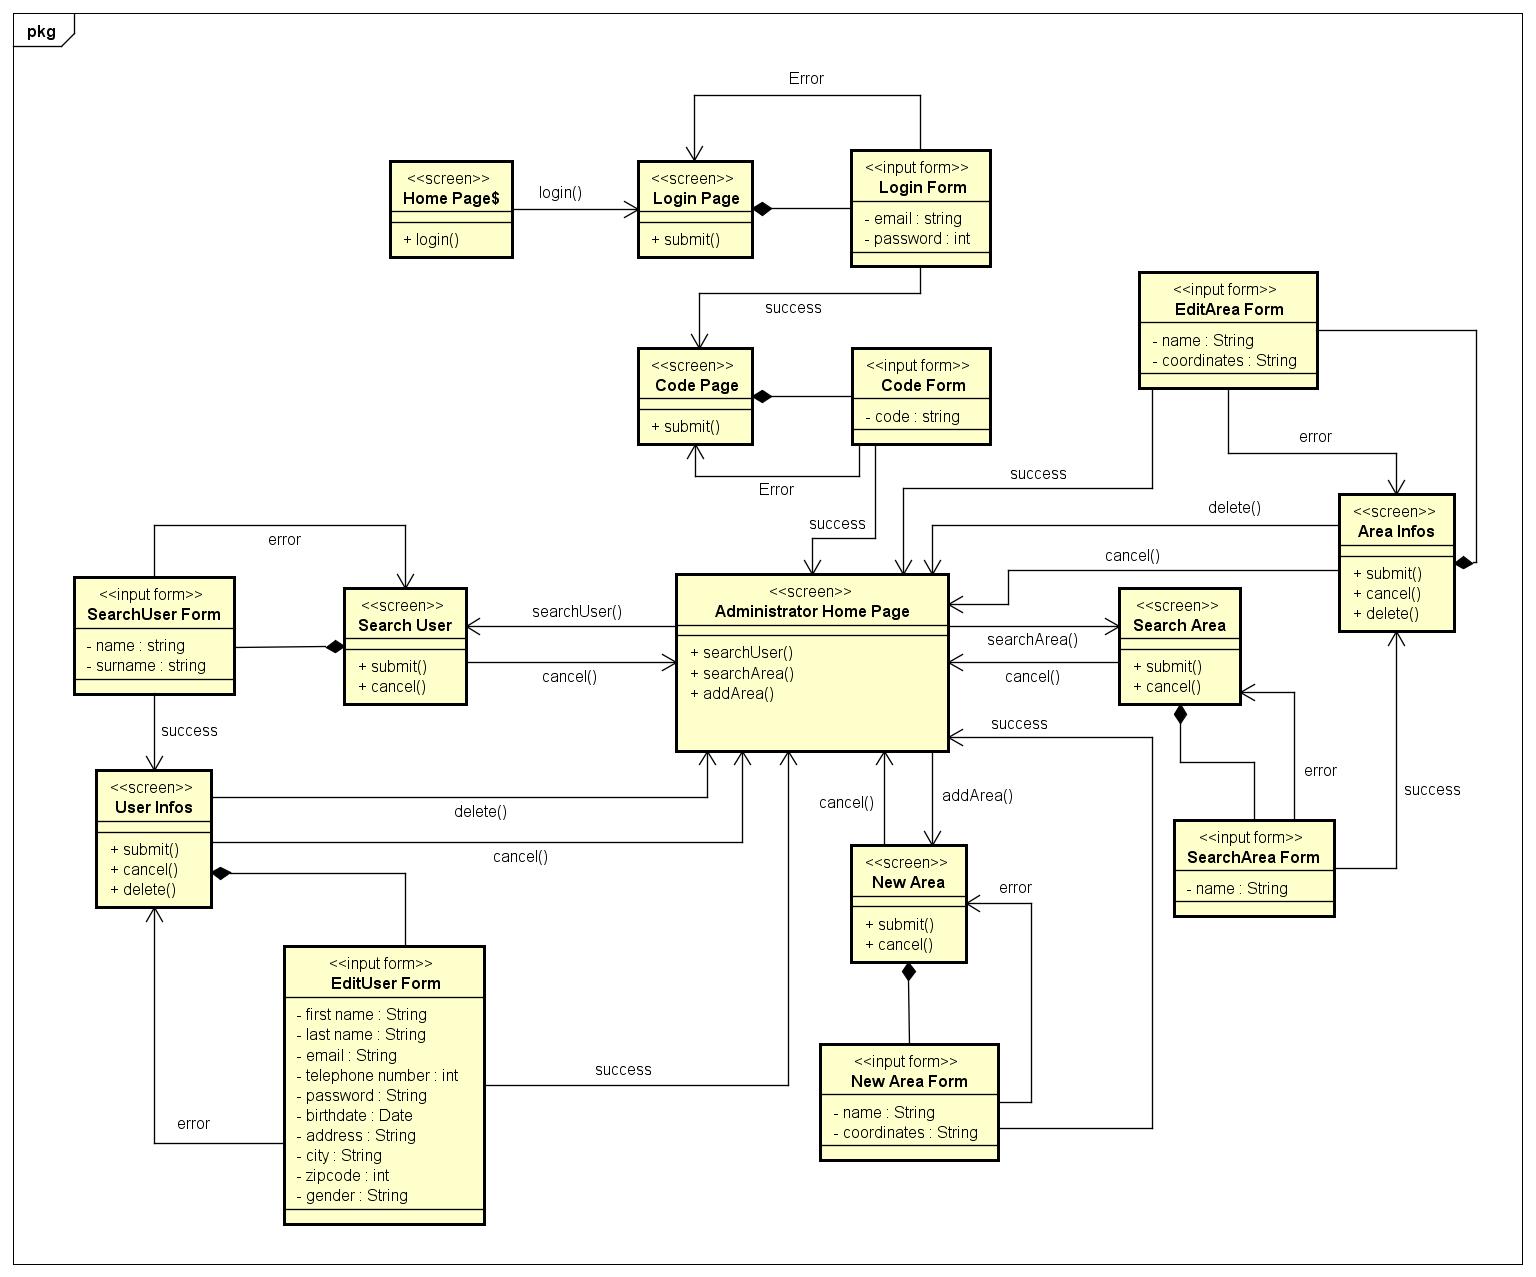 pkg
Error
<<screen>>
Home Page$
+ login()
login()
<<screen>>
Login Page
+ submit()
<<input form>>
Login Form
- email : string
- password : int
success
<<screen>>
Code Page
+ submit()
<<input form>>
Code Form
- code : string
Error
success
<<input form>>
EditArea Form
- name : String
- coordinates : String
error
success
delete()
cancel()
<<screen>>
Area Infos
+ submit()
+ cancel()
+ delete()
error
<<input form>>
SearchUser Form
- name : string
- surname : string
<<screen>>
Search User
+ submit()
+ cancel()
searchUser()
cancel()
<<screen>>
Administrator Home Page
+ searchUser()
+ searchArea()
+ addArea()
searchArea()
cancel()
<<screen>>
Search Area
+ submit()
+ cancel()
success
success
error
success
<<screen>>
User Infos
+ submit()
+ cancel()
+ delete()
delete()
cancel()
cancel()
addArea()
<<input form>>
SearchArea Form
- name : String
<<screen>>
New Area
+ submit()
+ cancel()
error
<<input form>>
EditUser Form
- first name : String
- last name : String
- email : String
- telephone number : int
- password : String
- birthdate : Date
- address : String
- city : String
- zipcode : int
- gender : String
error
success
<<input form>>
New Area Form
- name : String
- coordinates : String